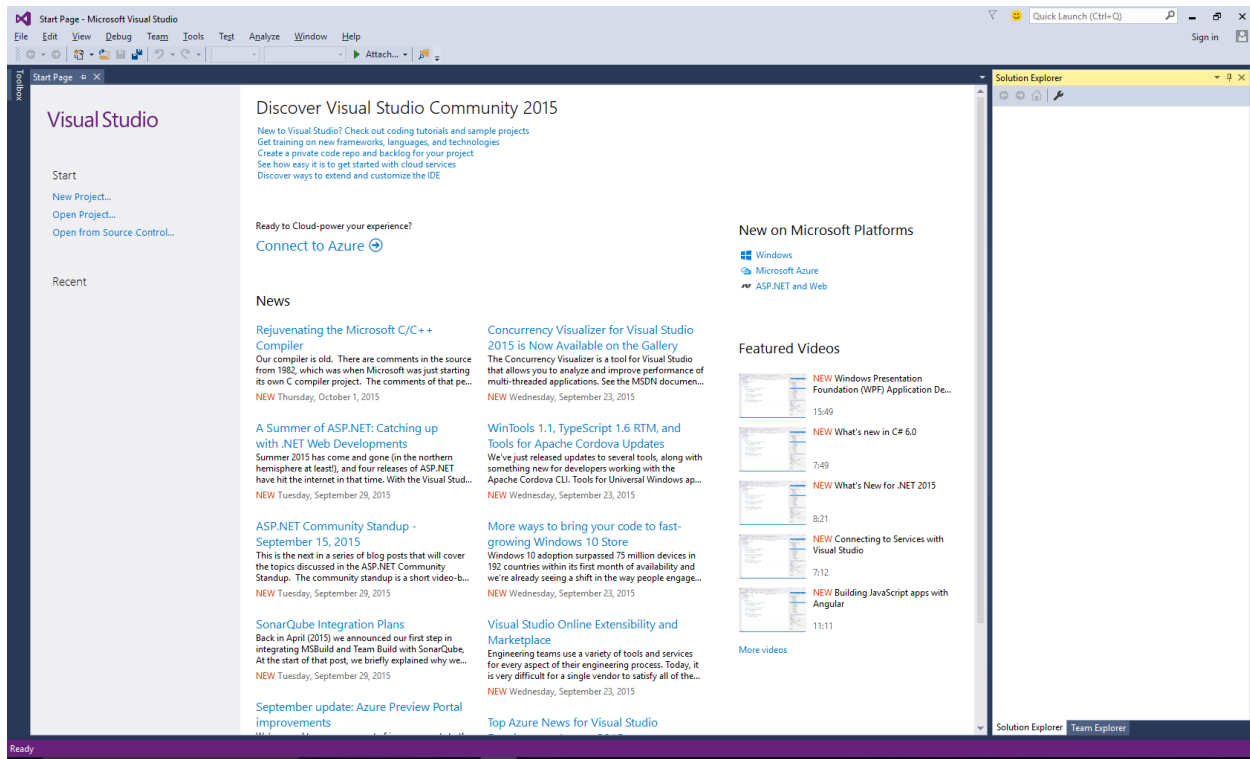 Start Page - Microsoft Visual Studio
Quick Launch (Ctrl+Q)
File Edit View Debug Team Tools Test Analyze Window Help
Sign in
Attach...
Toolbox
Start Page
Visual Studio
Start
New Project...
Open Project...
Open from Source Control...
Recent
Discover Visual Studio Community 2015
New to Visual Studio? Check out coding tutorials and sample projects
Get training on new frameworks, languages, and technologies
Create a private code repo and backlog for your project
See how easy it is to get started with cloud services
Discover ways to extend and customize the IDE
Ready to Cloud-power your experience?
Connect to Azure
News
Rejuvenating the Microsoft C/C++
Compiler
Our compiler is old. There are comments in the source
from 1982, which was when Microsoft was just starting
its own C compiler project. The comments of that pe...
NEW Thursday, October 1, 2015
A Summer of ASP.NET: Catching up
with .NET Web Developments
Summer 2015 has come and gone (in the northern
hemisphere at least!), and four releases of ASP.NET
have hit the internet in that time. With the Visual Stud...
NEW Tuesday, September 29, 2015
ASP.NET Community Standup -
September 15, 2015
This is the next in a series of blog posts that will cover
the topics discussed in the ASP.NET Community
Standup. The community standup is a short video-b...
NEW Tuesday, September 29, 2015
SonarQube Integration Plans
Back in April (2015) we announced our first step in
integrating MSBuild and Team Build with SonarQube,
At the start of that post, we briefly explained why we...
NEW Tuesday, September 29, 2015
September update: Azure Preview Portal
improvements
Concurrency Visualizer for Visual Studio
2015 is Now Available on the Gallery
The Concurrency Visualizer is a tool for Visual Studio
that allows you to analyze and improve performance of
multi-threaded applications. See the MSDN documen...
NEW Wednesday, September 23, 2015
WinTools 1.1, TypeScript 1.6 RTM, and
Tools for Apache Cordova Updates
We've just released updates to several tools, along with
something new for developers working with the
Apache Cordova CLI. Tools for Universal Windows ap...
NEW Wednesday, September 23, 2015
More ways to bring your code to fast-
growing Windows 10 Store
Windows 10 adoption surpassed 75 million devices in
192 countries within its first month of availability and
we're already seeing a shift in the way people engage...
NEW Wednesday, September 23, 2015
Visual Studio Online Extensibility and
Marketplace
Engineering teams use a variety of tools and services
for every aspect of their engineering process. Today, it
is very difficult for a single vendor to satisfy all of the...
NEW Wednesday, September 23, 2015
Top Azure News for Visual Studio
New on Microsoft Platforms
Windows
Microsoft Azure
ASP.NET and Web
Featured Videos
NEW Windows Presentation
Foundation (WPF) Application De...
15:49
NEW What's new in C# 6.0
7:49
NEW What's New for .NET 2015
8:21
NEW Connecting to Services with
Visual Studio
7:12
NEW Building JavaScript apps with
Angular
11:11
More videos
Solution Explorer
Solution Explorer Team Explorer
Ready